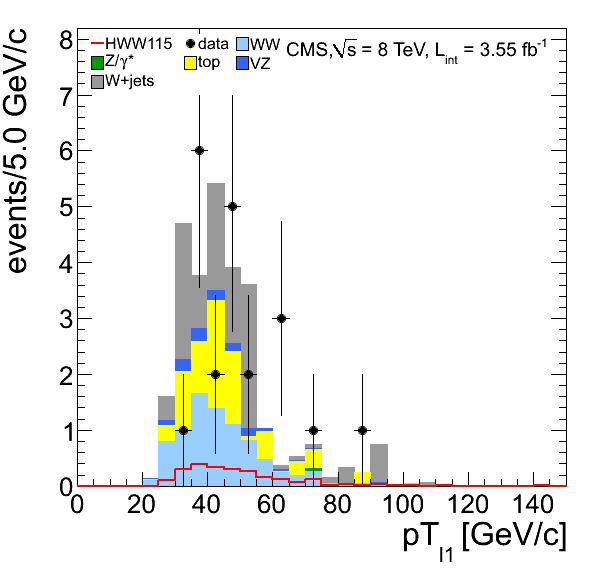 HWW115 data WW CMS,√s = 8 TeV, L_int = 3.55 fb⁻¹
Z/γ* top VZ
W+jets
events/5.0 GeV/c
8
7
6
5
4
3
2
1
0
0 20 40 60 80 100 120 140
pT_l1 [GeV/c]